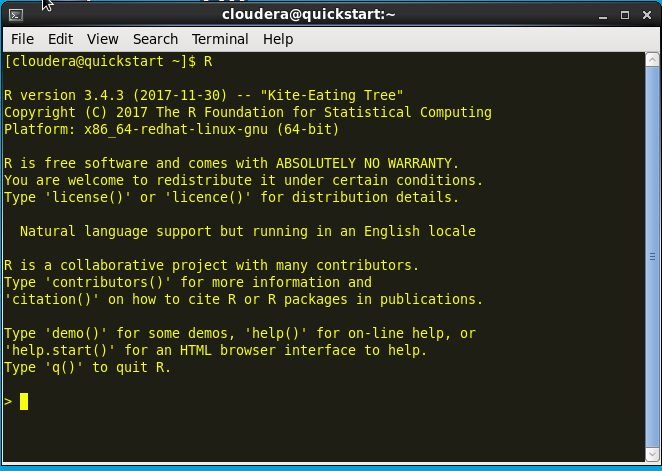 cloudera@quickstart:~
File Edit View Search Terminal Help
[cloudera@quickstart ~]$ R
R version 3.4.3 (2017-11-30) -- "Kite-Eating Tree"
Copyright (C) 2017 The R Foundation for Statistical Computing
Platform: x86_64-redhat-linux-gnu (64-bit)
R is free software and comes with ABSOLUTELY NO WARRANTY.
You are welcome to redistribute it under certain conditions.
Type 'license()' or 'licence()' for distribution details.
Natural language support but running in an English locale
R is a collaborative project with many contributors.
Type 'contributors()' for more information and
'citation()' on how to cite R or R packages in publications.
Type 'demo()' for some demos, 'help()' for on-line help, or
'help.start()' for an HTML browser interface to help.
Type 'q()' to quit R.
>